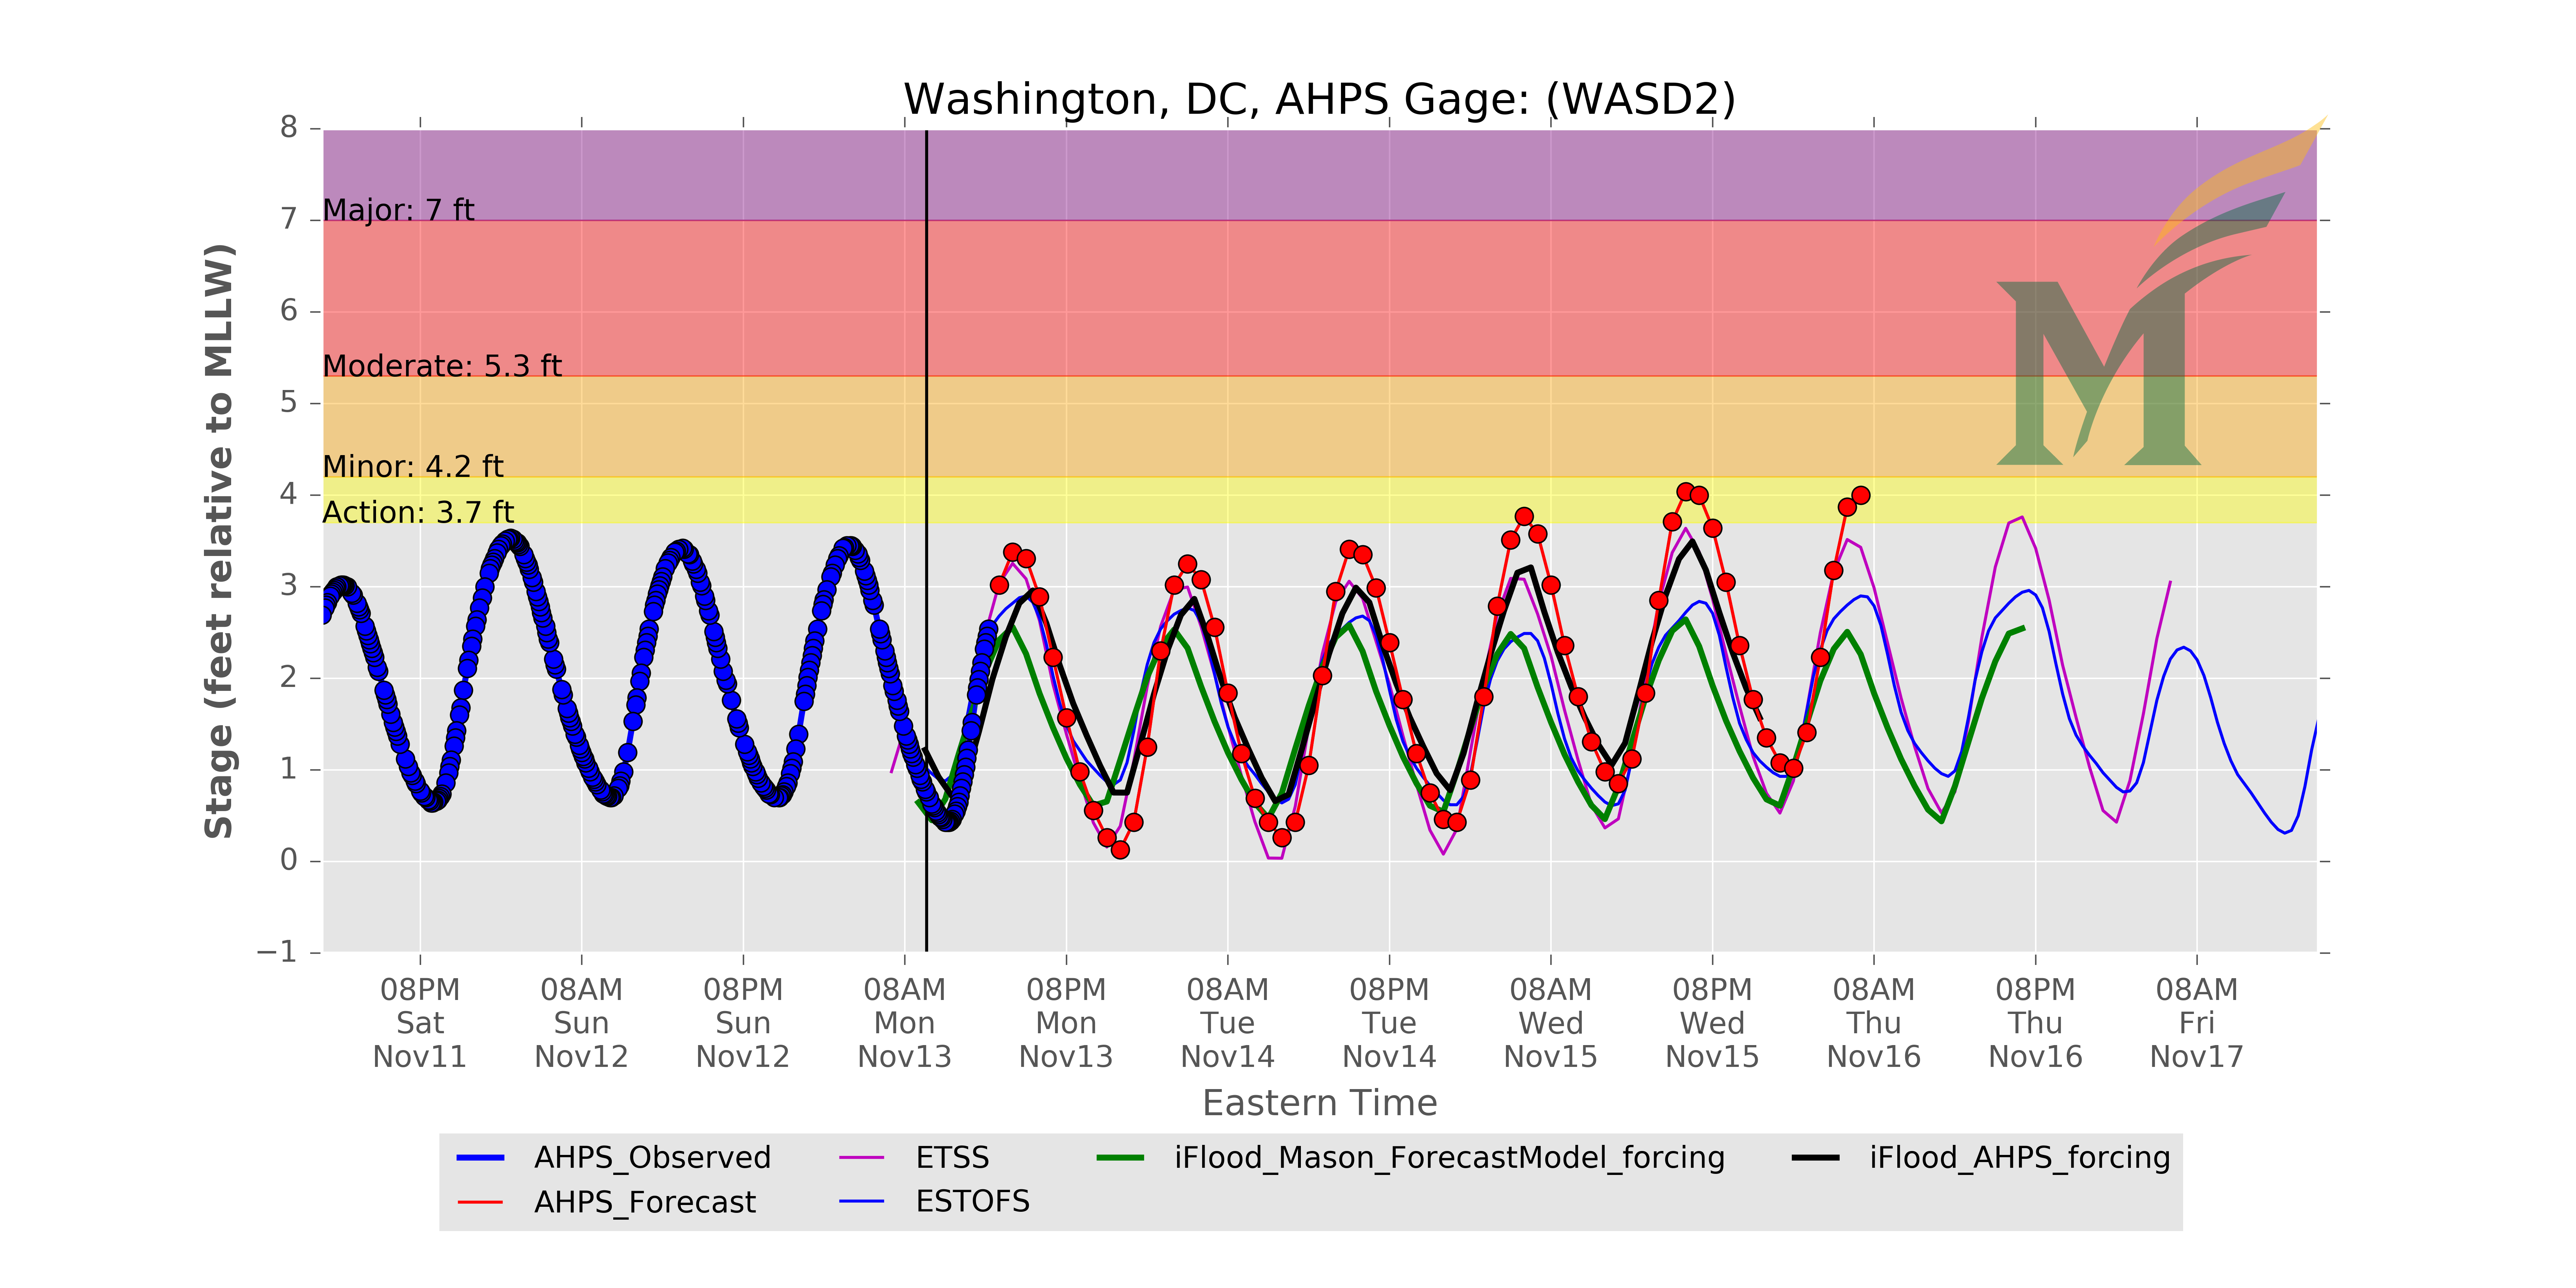 Washington, DC, AHPS Gage: (WASD2)
8
7
6
5
4
3
2
1
0
−1
Stage (feet relative to MLLW)
Major: 7 ft
Moderate: 5.3 ft
Minor: 4.2 ft
Action: 3.7 ft
M
08PM 08AM 08PM 08AM 08PM 08AM 08PM 08AM 08PM 08AM 08PM 08AM
Sat Sun Sun Mon Mon Tue Tue Wed Wed Thu Thu Fri
Nov11 Nov12 Nov12 Nov13 Nov13 Nov14 Nov14 Nov15 Nov15 Nov16 Nov16 Nov17
Eastern Time
AHPS_Observed ETSS iFlood_Mason_ForecastModel_forcing iFlood_AHPS_forcing
AHPS_Forecast ESTOFS